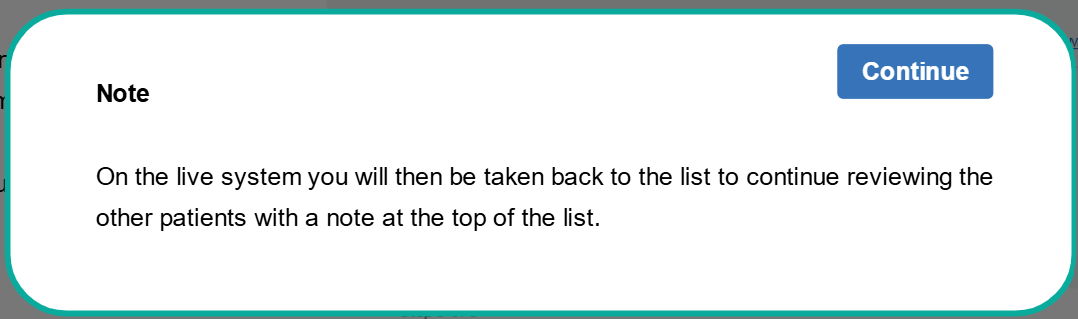 Continue
Note
On the live system you will then be taken back to the list to continue reviewing the
other patients with a note at the top of the list.